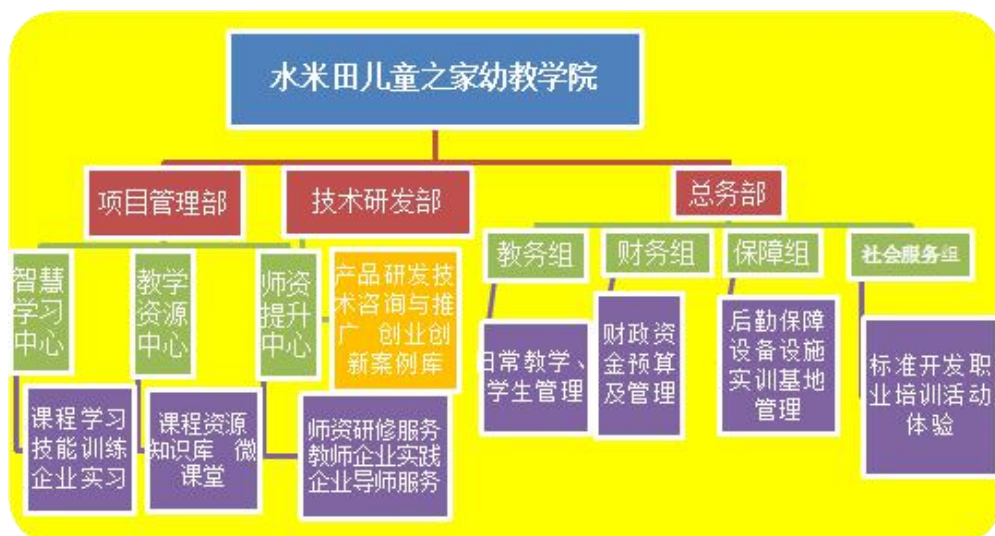 水米田儿童之家幼教学院
项目管理部
技术研发部
总务部
智慧
学习
中心
教学
资源
中心
师资
提升
中心
产品研发技
术咨询与推
广 创业创
新案例库
教务组
财务组
保障组
社会服务组
课程学习
技能训练
企业实习
课程资源
知识库 微
课堂
师资研修服务
教师企业实践
企业导师服务
日常教学、
学生管理
财政资
金预算
及管理
后勤保障
设备设施
实训基地
管理
标准开发职
业培训活动
体验